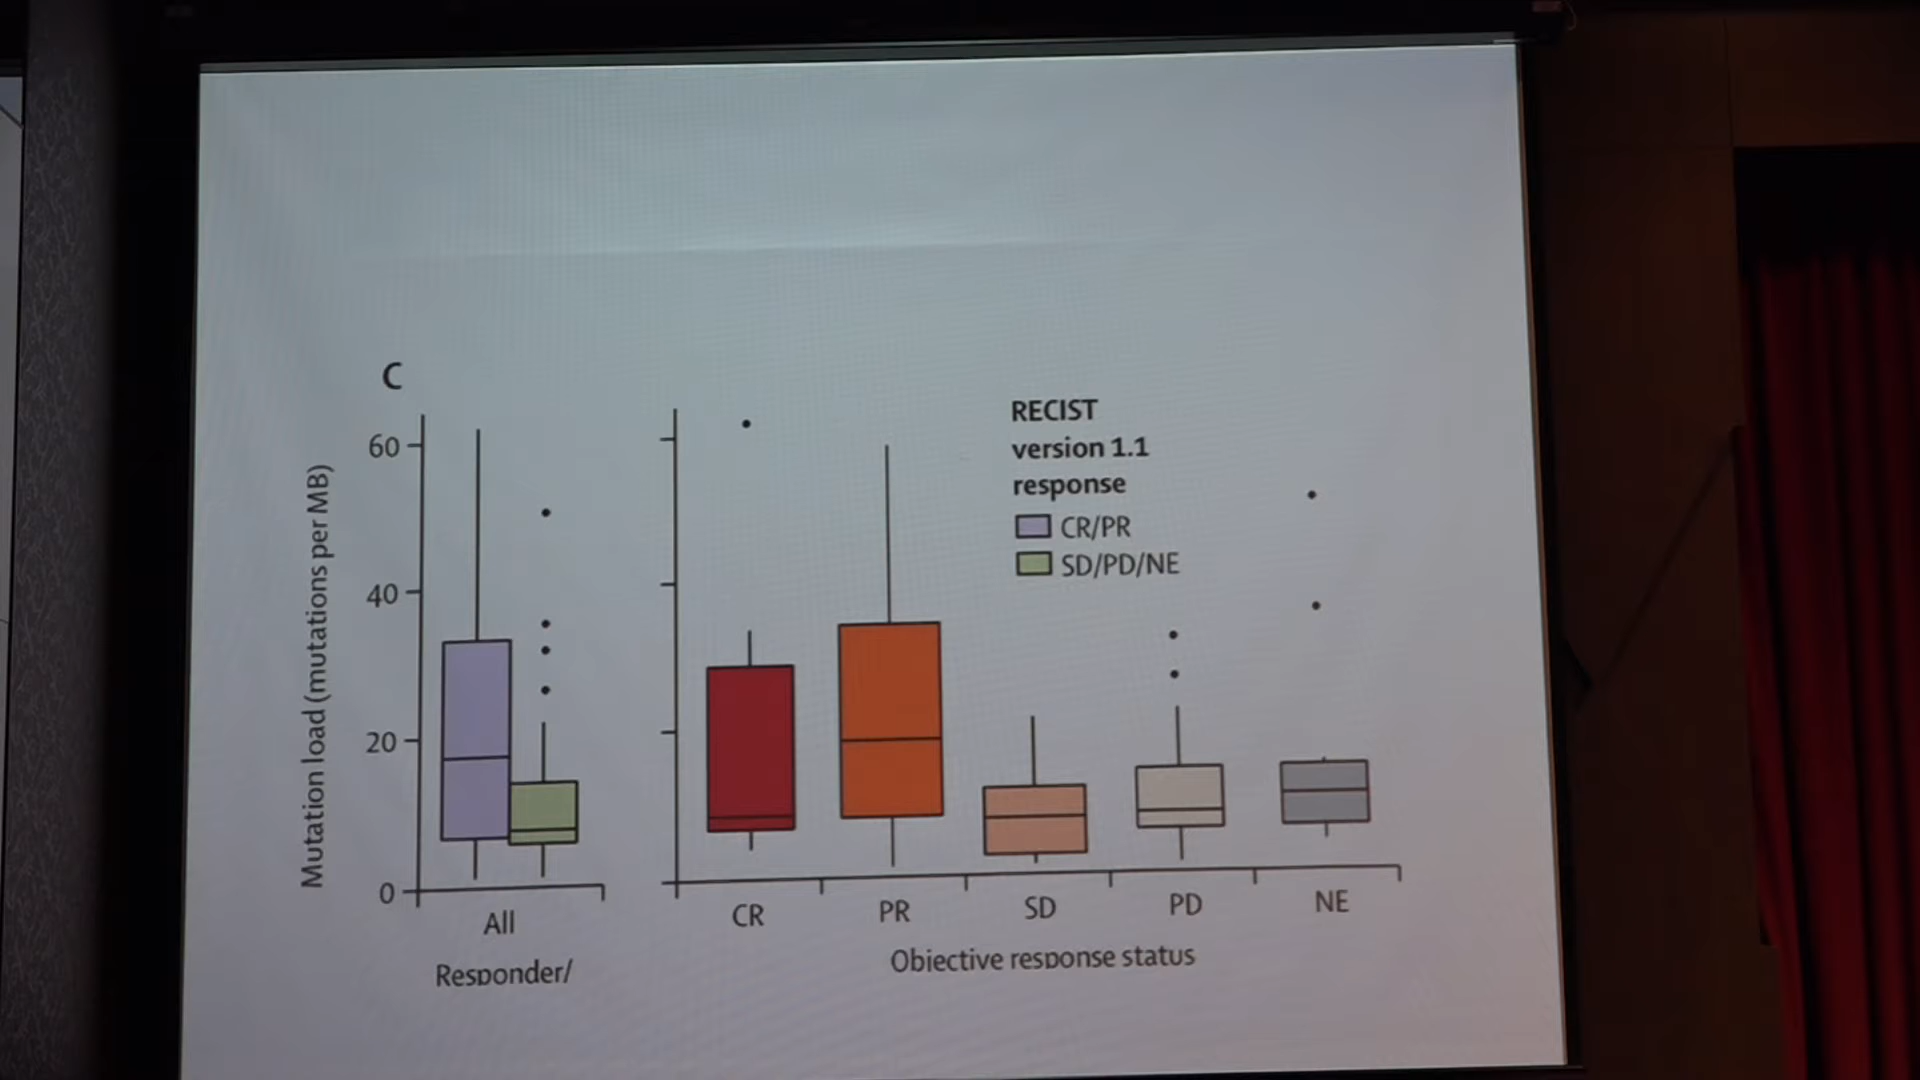 C
Mutation load (mutations per MB)
60
40
20
0
All
Responder/
RECIST
version 1.1
response
CR/PR
SD/PD/NE
CR
PR
SD
PD
NE
Objective response status